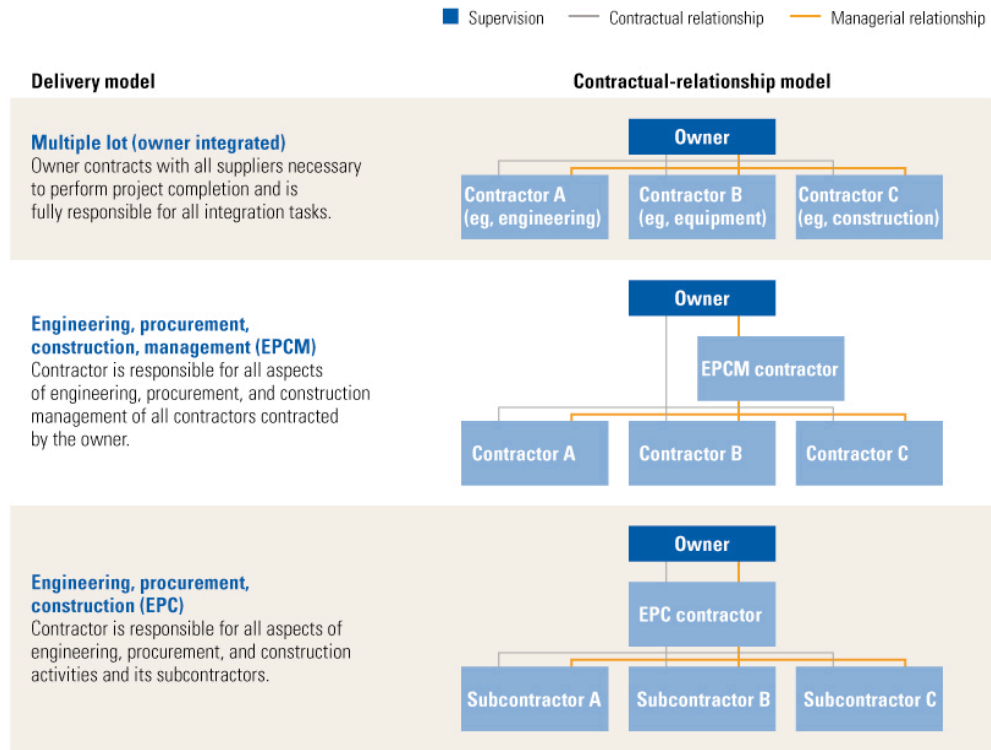 Supervision
Contractual relationship
Managerial relationship
Delivery model
Contractual-relationship model
Multiple lot (owner integrated)
Owner contracts with all suppliers necessary
to perform project completion and is
fully responsible for all integration tasks.
Owner
Contractor A
(eg, engineering)
Contractor B
(eg, equipment)
Contractor C
(eg, construction)
Engineering, procurement,
construction, management (EPCM)
Contractor is responsible for all aspects
of engineering, procurement, and construction
management of all contractors contracted
by the owner.
Owner
EPCM contractor
Contractor A
Contractor B
Contractor C
Engineering, procurement,
construction (EPC)
Contractor is responsible for all aspects of
engineering, procurement, and construction
activities and its subcontractors.
Owner
EPC contractor
Subcontractor A
Subcontractor B
Subcontractor C